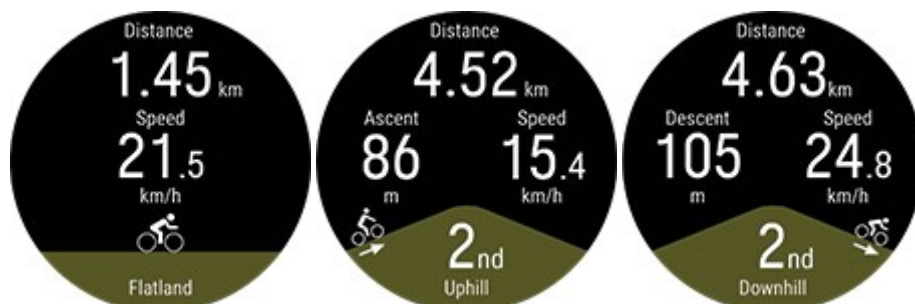 Distance
1.45 km
Speed
21.5
km/h
Flatland
Distance
4.52 km
Ascent Speed
86 15.4
m km/h
2nd
Uphill
Distance
4.63 km
Descent Speed
105 24.8
m km/h
2nd
Downhill